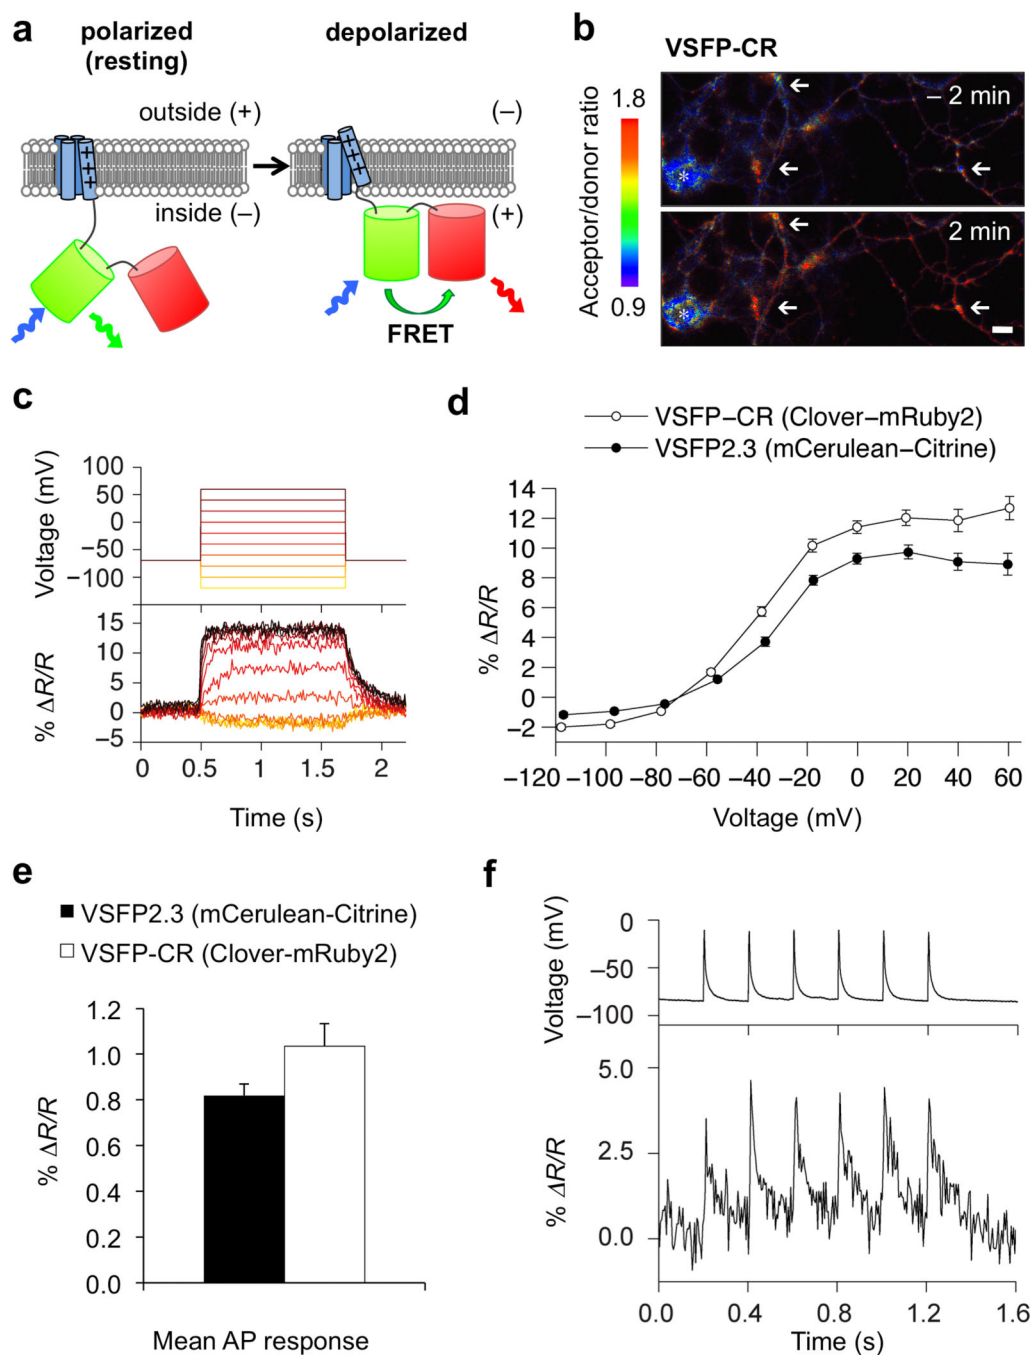 a
polarized
(resting)
depolarized
outside (+)
(–)
inside (–)
(+)
FRET
b
VSFP-CR
1.8
Acceptor/donor ratio
0.9
– 2 min
*
2 min
*
c
100
50
0
−50
−100
Voltage (mV)
15
10
5
0
−5
% ΔR/R
0 0.5 1 1.5 2
Time (s)
d
VSFP−CR (Clover−mRuby2)
VSFP2.3 (mCerulean−Citrine)
14
12
10
8
6
4
2
0
−2
% ΔR/R
−120 −100 −80 −60 −40 −20 0 20 40 60
Voltage (mV)
e
VSFP2.3 (mCerulean-Citrine)
VSFP-CR (Clover-mRuby2)
1.2
1.0
0.8
0.6
0.4
0.2
0.0
% ΔR/R
Mean AP response
f
0
−50
−100
Voltage (mV)
5.0
2.5
0.0
% ΔR/R
0.0 0.4 0.8 1.2 1.6
Time (s)